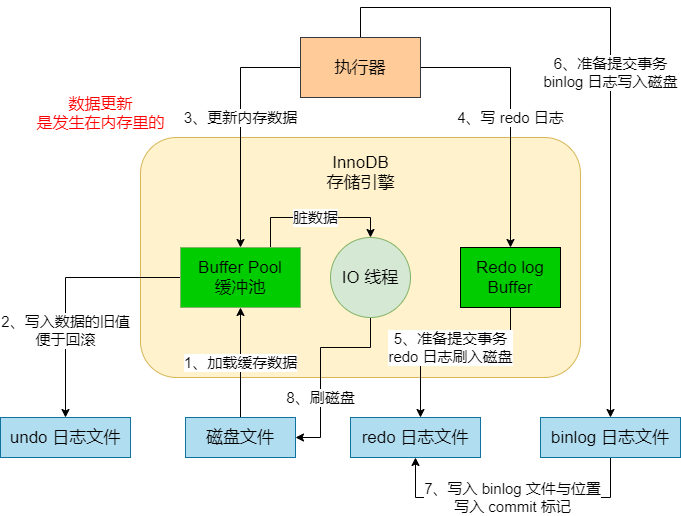 执行器
6、准备提交事务
binlog 日志写入磁盘
数据更新
是发生在内存里的
3、更新内存数据
4、写 redo 日志
InnoDB
存储引擎
脏数据
Buffer Pool
缓冲池
IO 线程
Redo log
Buffer
2、写入数据的旧值
便于回滚
1、加载缓存数据
5、准备提交事务
redo 日志刷入磁盘
8、刷磁盘
undo 日志文件
磁盘文件
redo 日志文件
binlog 日志文件
7、写入 binlog 文件与位置
写入 commit 标记